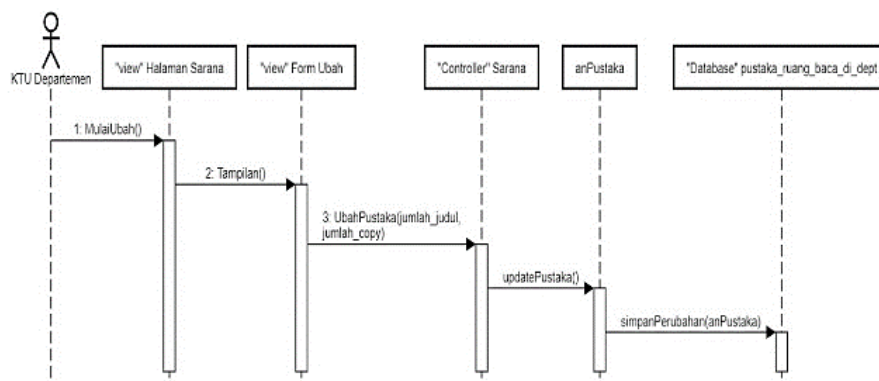 KTU Departemen
"view" Halaman Sarana
"view" Form Ubah
"Controller" Sarana
anPustaka
"Database" pustaka_ruang_baca_di_dept
1: MulaiUbah()
2: Tampilan()
3: UbahPustaka(jumlah_judul,
jumlah_copy)
updatePustaka()
simpanPerubahan(anPustaka)